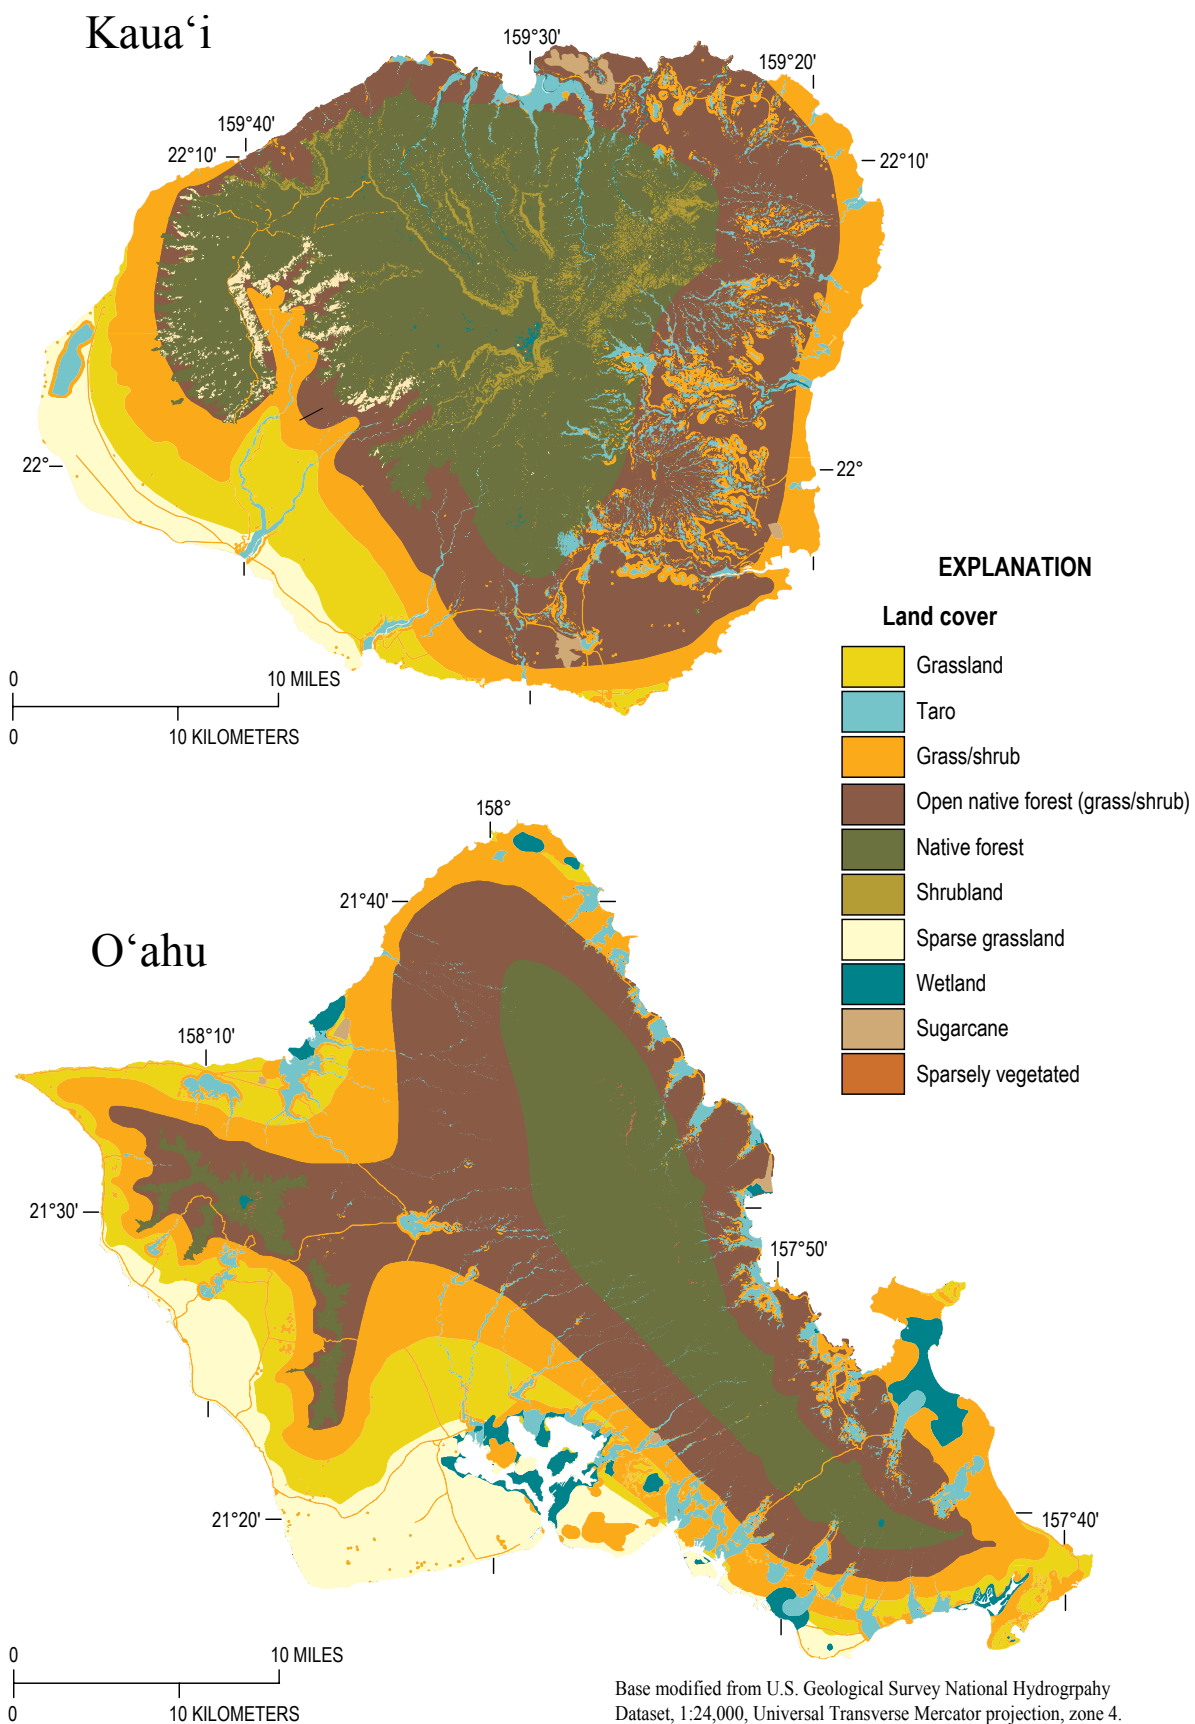 Kauaʻi
159°30'
159°20'
159°40'
22°10'
22°10'
22°
22°
EXPLANATION
Land cover
Grassland
Taro
Grass/shrub
Open native forest (grass/shrub)
Native forest
Shrubland
Sparse grassland
Wetland
Sugarcane
Sparsely vegetated
0
10 MILES
0
10 KILOMETERS
158°
21°40'
Oʻahu
158°10'
21°30'
157°50'
21°20'
157°40'
0
10 MILES
0
10 KILOMETERS
Base modified from U.S. Geological Survey National Hydrogrpahy
Dataset, 1:24,000, Universal Transverse Mercator projection, zone 4.